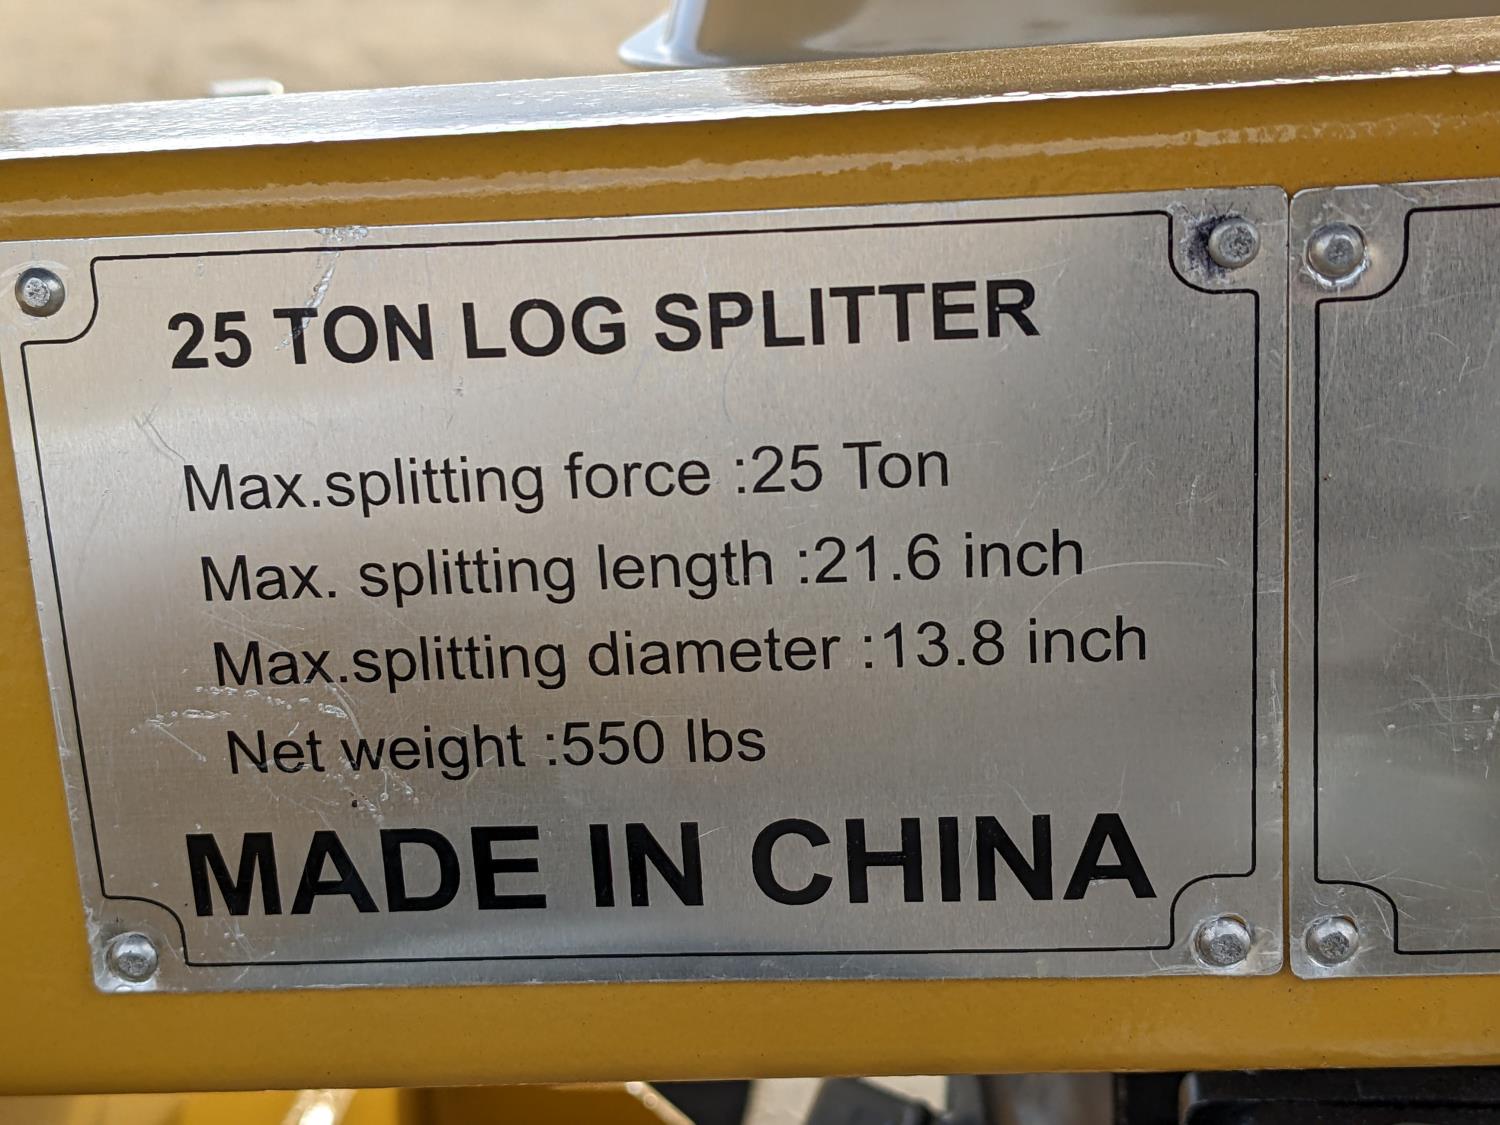 25 TON LOG SPLITTER
Max.splitting force :25 Ton
Max. splitting length :21.6 inch
Max.splitting diameter :13.8 inch
Net weight :550 lbs
MADE IN CHINA